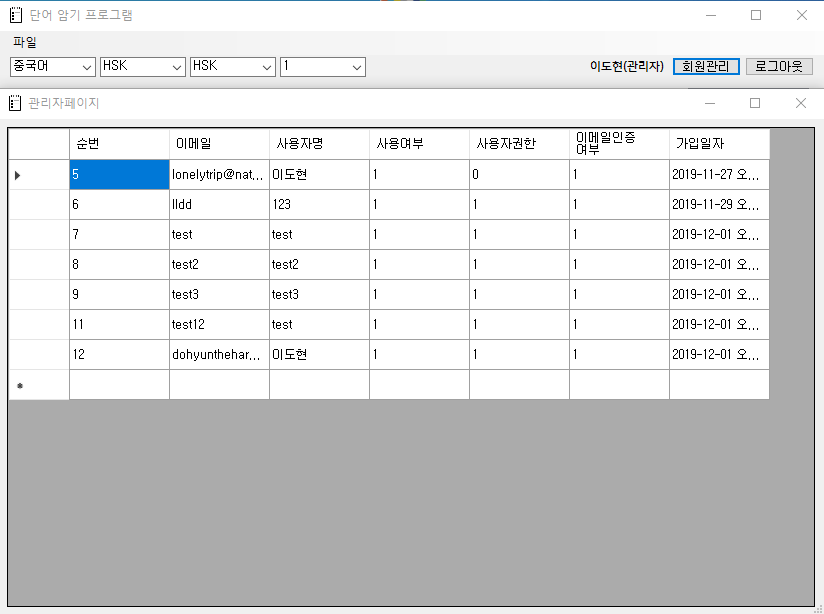 단어 암기 프로그램
파일
중국어 HSK HSK 1 이도현(관리자) 회원관리 로그아웃
관리자페이지
순번 이메일 사용자명 사용여부 사용자권한 이메일인증 여부 가입일자
5 lonelytrip@nat... 이도현 1 0 1 2019-11-27 오...
6 lldd 123 1 1 1 2019-11-29 오...
7 test test 1 1 1 2019-12-01 오...
8 test2 test2 1 1 1 2019-12-01 오...
9 test3 test3 1 1 1 2019-12-01 오...
11 test12 test 1 1 1 2019-12-01 오...
12 dohyunthehar... 이도현 1 1 1 2019-12-01 오...